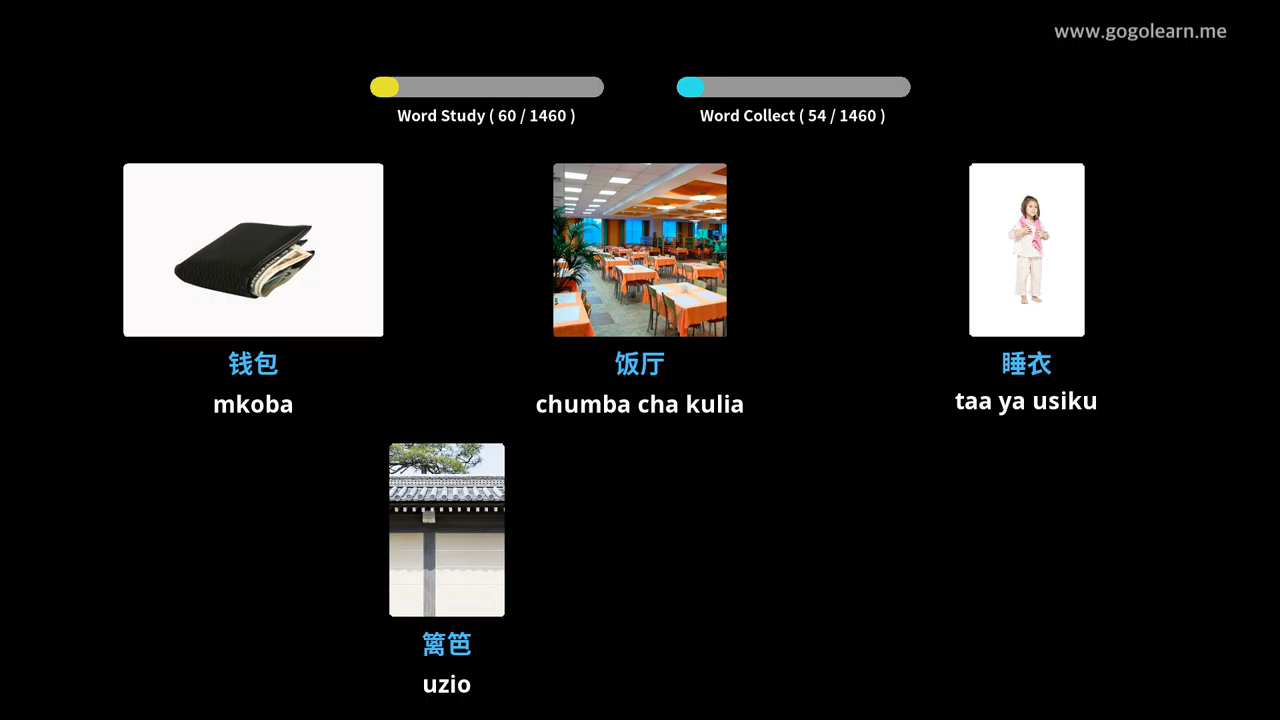 www.gogolearn.me
Word Study ( 60 / 1460 )
Word Collect ( 54 / 1460 )
钱包
mkoba
饭厅
chumba cha kulia
睡衣
taa ya usiku
篱笆
uzio